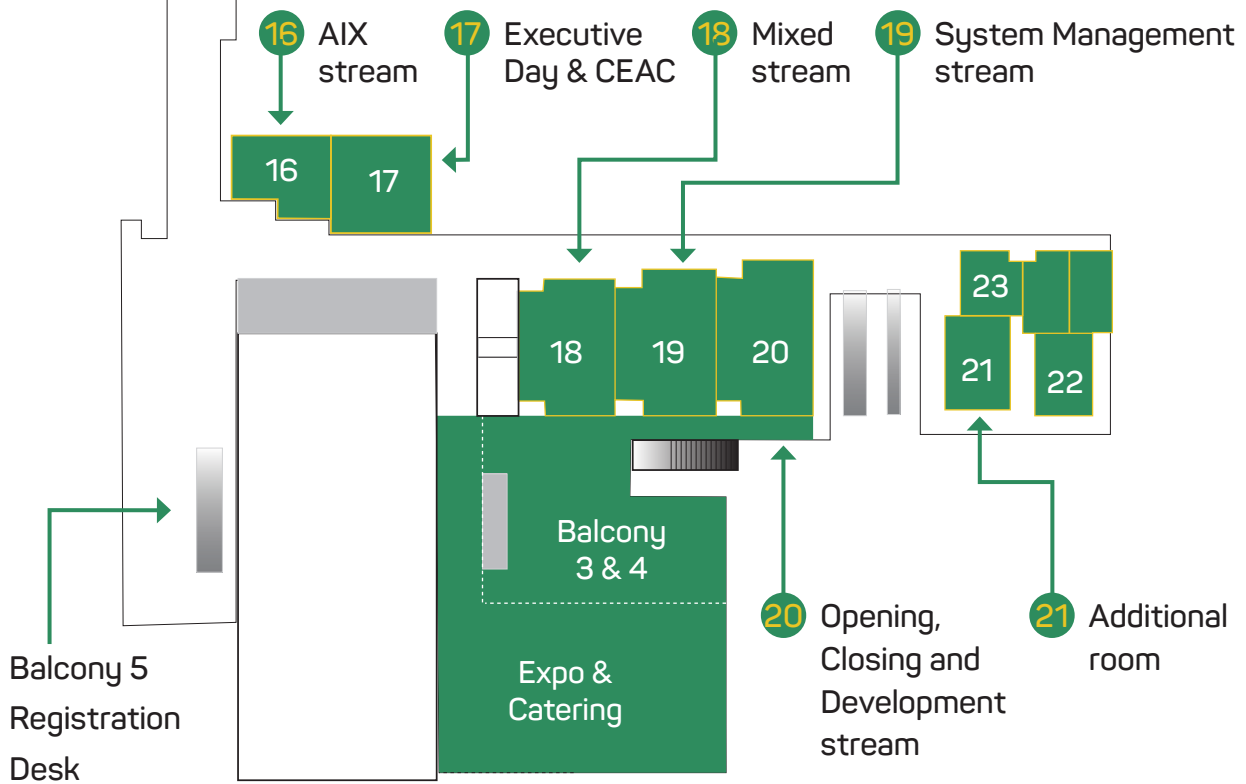 16 AIX
stream
17 Executive
Day & CEAC
18 Mixed
stream
19 System Management
stream
16
17
18
19
20
23
21
22
Balcony
3 & 4
Expo &
Catering
Balcony 5
Registration
Desk
20 Opening,
Closing and
Development
stream
21 Additional
room